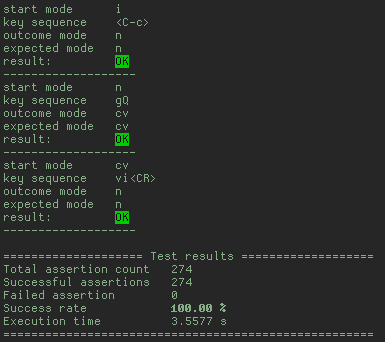 start mode     i
key sequence   <C-c>
outcome mode   n
expected mode  n
result:        OK
-------------------
start mode     n
key sequence   gQ
outcome mode   cv
expected mode  cv
result:        OK
-------------------
start mode     cv
key sequence   vi<CR>
outcome mode   n
expected mode  n
result:        OK
-------------------
==================== Test results ===================
Total assertion count   274
Successful assertions   274
Failed assertion        0
Success rate            100.00 %
Execution time          3.5577 s
=====================================================